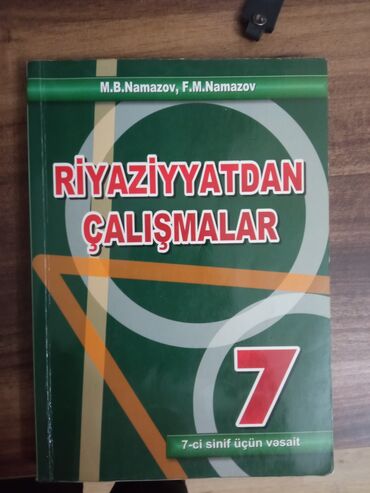 M.B.Namazov, F.M.Namazov
RİYAZİYYATDAN
ÇALIŞMALAR
7
7-ci sinif üçün vəsait